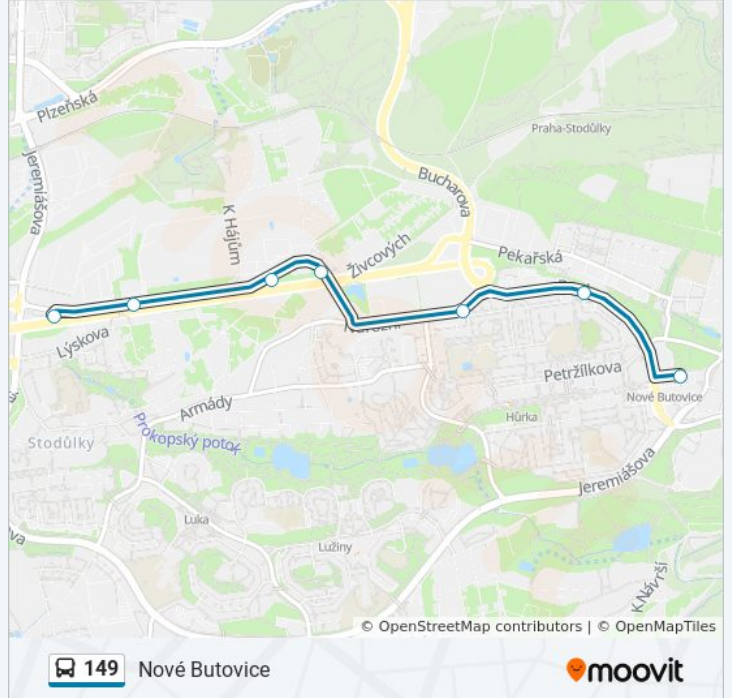 Plzeňská
Praha-Stodůlky
Jeremiášova
Bucharova
K Hájům
Živcových
Pekařská
Lýskova
Petržílkova
Nové Butovice
Armády
Hůrka
Prokopský potok
Stodůlky
Jeremiášova
Luka
Lužiny
K Návrší
© OpenStreetMap contributors | © OpenMapTiles
149 Nové Butovice
moovit